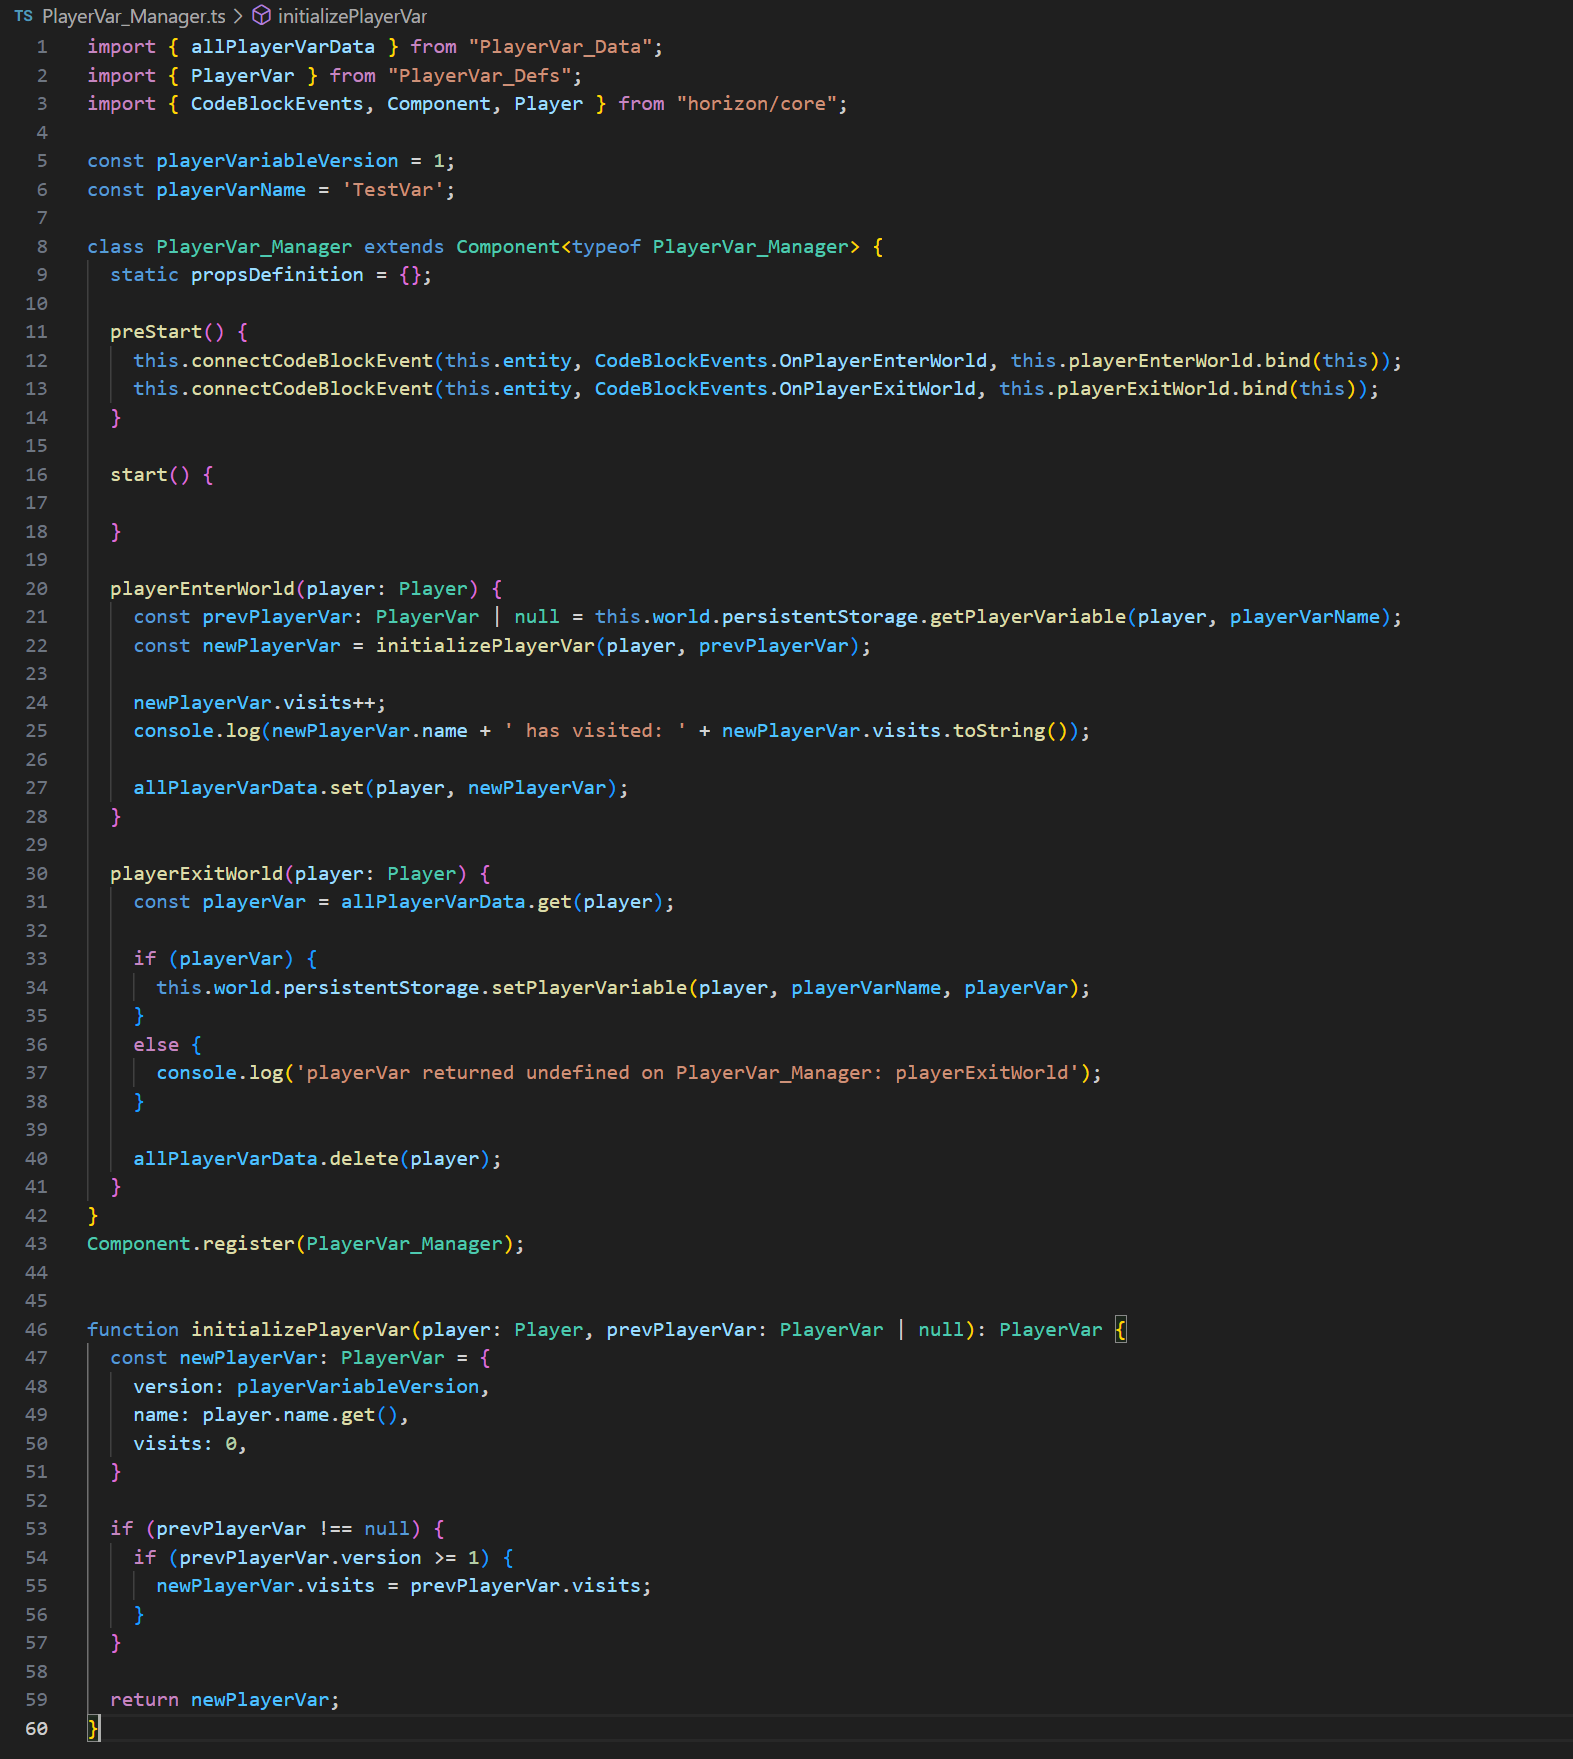 TS PlayerVar_Manager.ts > initializePlayerVar
1 import { allPlayerVarData } from "PlayerVar_Data";
2 import { PlayerVar } from "PlayerVar_Defs";
3 import { CodeBlockEvents, Component, Player } from "horizon/core";
4
5 const playerVariableVersion = 1;
6 const playerVarName = 'TestVar';
7
8 class PlayerVar_Manager extends Component<typeof PlayerVar_Manager> {
9   static propsDefinition = {};
10
11   preStart() {
12     this.connectCodeBlockEvent(this.entity, CodeBlockEvents.OnPlayerEnterWorld, this.playerEnterWorld.bind(this));
13     this.connectCodeBlockEvent(this.entity, CodeBlockEvents.OnPlayerExitWorld, this.playerExitWorld.bind(this));
14   }
15
16   start() {
17
18   }
19
20   playerEnterWorld(player: Player) {
21     const prevPlayerVar: PlayerVar | null = this.world.persistentStorage.getPlayerVariable(player, playerVarName);
22     const newPlayerVar = initializePlayerVar(player, prevPlayerVar);
23
24     newPlayerVar.visits++;
25     console.log(newPlayerVar.name + ' has visited: ' + newPlayerVar.visits.toString());
26
27     allPlayerVarData.set(player, newPlayerVar);
28   }
29
30   playerExitWorld(player: Player) {
31     const playerVar = allPlayerVarData.get(player);
32
33     if (playerVar) {
34       this.world.persistentStorage.setPlayerVariable(player, playerVarName, playerVar);
35     }
36     else {
37       console.log('playerVar returned undefined on PlayerVar_Manager: playerExitWorld');
38     }
39
40     allPlayerVarData.delete(player);
41   }
42 }
43 Component.register(PlayerVar_Manager);
44
45
46 function initializePlayerVar(player: Player, prevPlayerVar: PlayerVar | null): PlayerVar {
47   const newPlayerVar: PlayerVar = {
48     version: playerVariableVersion,
49     name: player.name.get(),
50     visits: 0,
51   }
52
53   if (prevPlayerVar !== null) {
54     if (prevPlayerVar.version >= 1) {
55       newPlayerVar.visits = prevPlayerVar.visits;
56     }
57   }
58
59   return newPlayerVar;
60 }